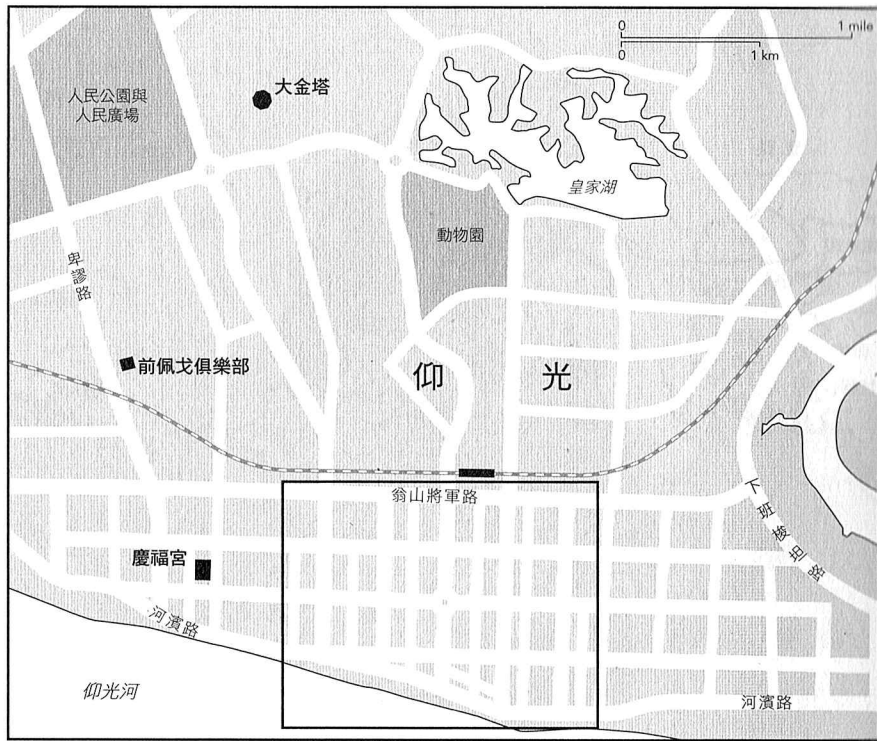 0 1 mile
0 1 km
人民公園與
人民廣場
大金塔
皇家湖
動物園
卑謬路
前佩戈俱樂部
仰光
翁山將軍路
下班梭坦路
慶福宮
河濱路
仰光河
河濱路